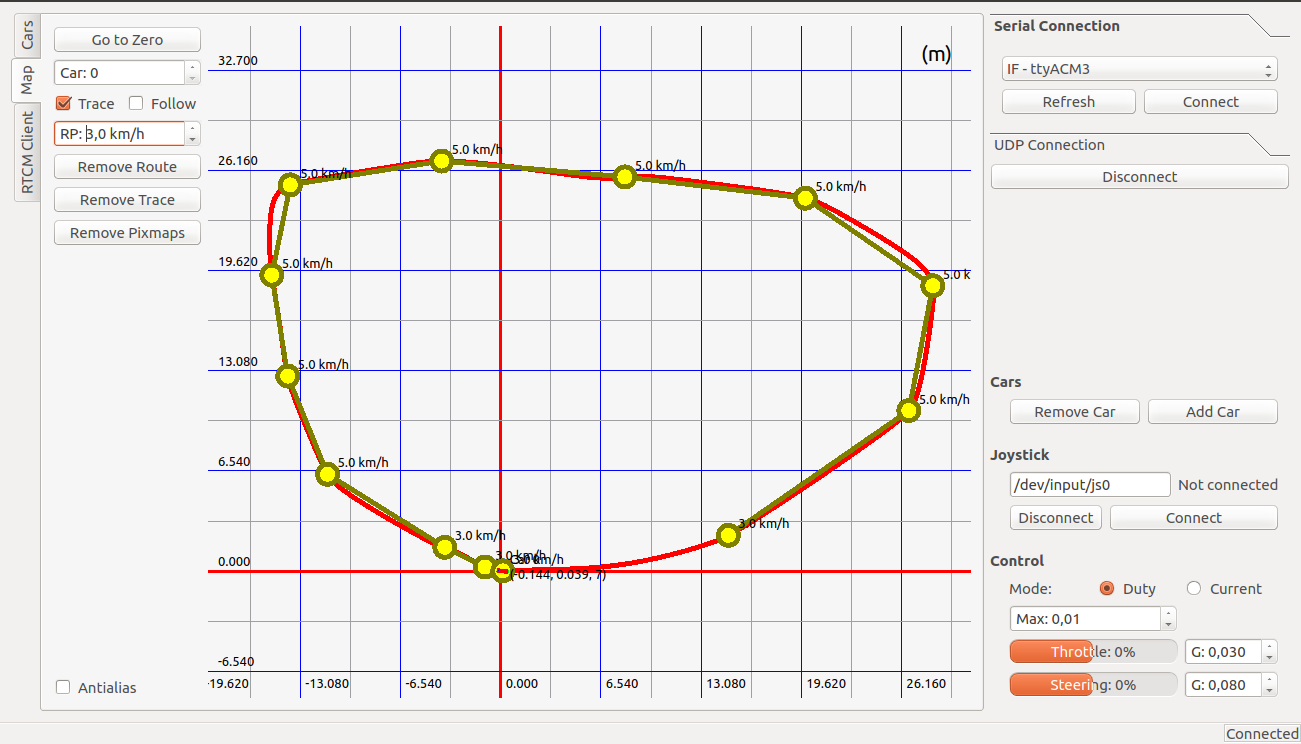 Cars
Map
RTCM Client
Go to Zero
Car: 0
Trace
Follow
RP: 3,0 km/h
Remove Route
Remove Trace
Remove Pixmaps
Antialias
(m)
32.700
26.160
19.620
13.080
6.540
0.000
-6.540
-19.620
-13.080
-6.540
0.000
6.540
13.080
19.620
26.160
5.0 km/h
5.0 km/h
5.0 km/h
5.0 km/h
5.0 km/h
5.0 k
5.0 km/h
5.0 km/h
5.0 km/h
3.0 km/h
3.0 km/h
3.0 km/h
(-0.144, 0.039, 7)
Serial Connection
IF - ttyACM3
Refresh
Connect
UDP Connection
Disconnect
Cars
Remove Car
Add Car
Joystick
/dev/input/js0
Not connected
Disconnect
Connect
Control
Mode:
Duty
Current
Max: 0,01
Throttle: 0%
G: 0,030
Steering: 0%
G: 0,080
Connected